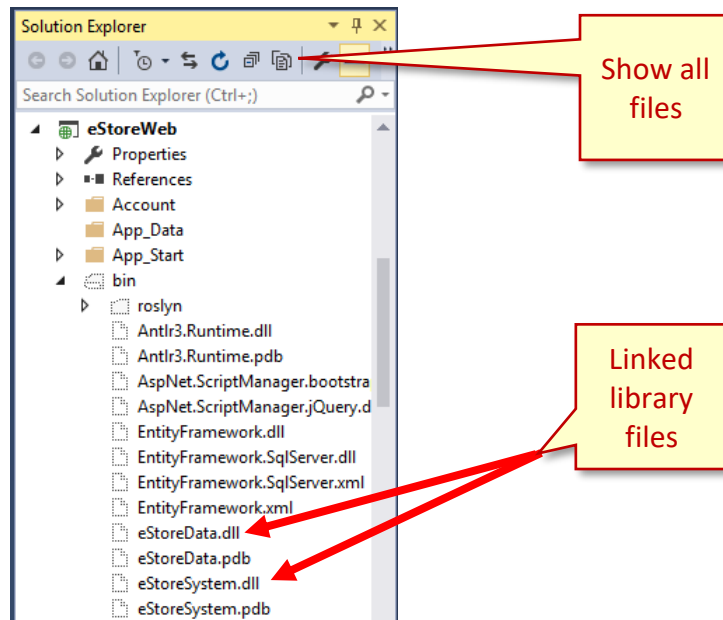 Solution Explorer
Show all
files
Search Solution Explorer (Ctrl+;)
eStoreWeb
Properties
References
Account
App_Data
App_Start
bin
roslyn
Antlr3.Runtime.dll
Antlr3.Runtime.pdb
AspNet.ScriptManager.bootstra
AspNet.ScriptManager.jQuery.d
EntityFramework.dll
EntityFramework.SqlServer.dll
EntityFramework.SqlServer.xml
EntityFramework.xml
eStoreData.dll
eStoreData.pdb
eStoreSystem.dll
eStoreSystem.pdb
Linked
library
files